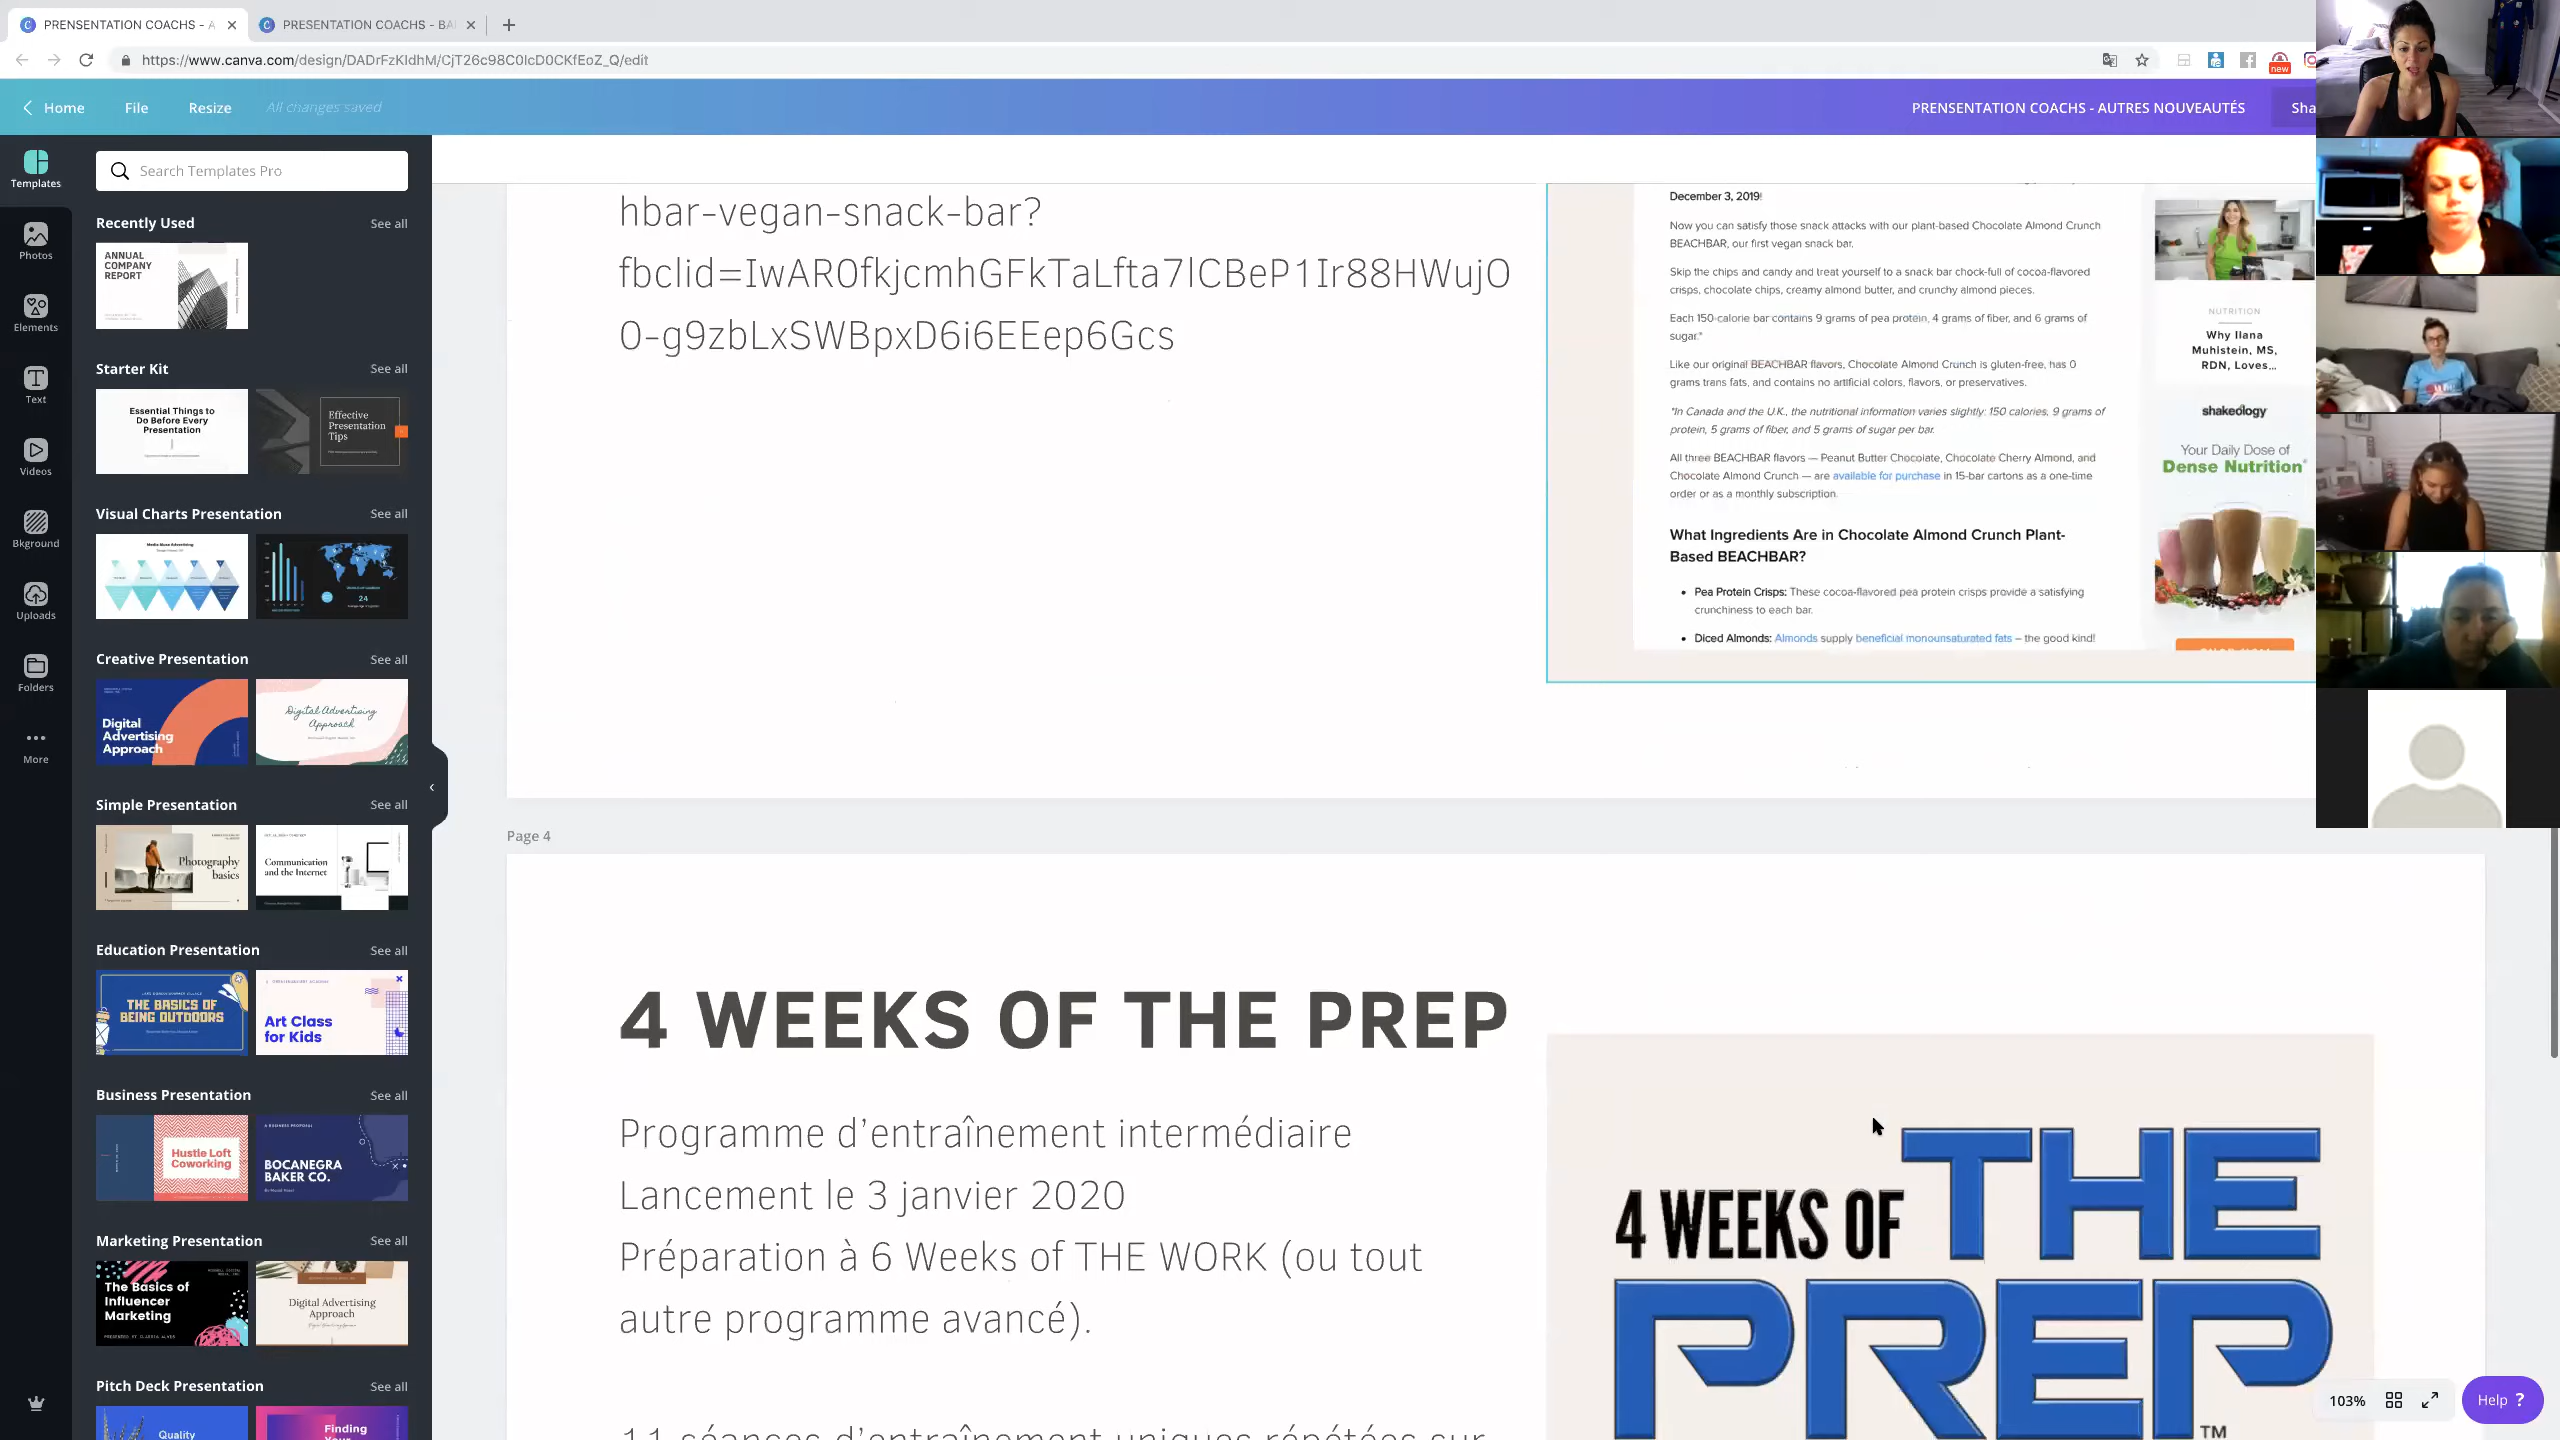 PRENSENTATION COACHS - A
PRESENTATION COACHS - BA
https://www.canva.com/design/DADrFzKIdhM/CjT26c98C0lcD0CKfEoZ_Q/edit
new
Home
File
Resize
All changes saved
PRENSENTATION COACHS - AUTRES NOUVEAUTÉS
Sha
Templates
Photos
Elements
Text
Videos
Bkground
Uploads
Folders
More
Search Templates Pro
Recently Used
See all
ANNUAL
COMPANY
REPORT
Starter Kit
See all
Essential Things to
Do Before Every
Presentation
Effective
Presentation
Tips
Visual Charts Presentation
See all
24
Creative Presentation
See all
Digital
Advertising
Approach
Digital Advertising
Approach
Simple Presentation
See all
Photography
basics
Communication
and the Internet
Education Presentation
See all
THE BASICS OF
BEING OUTDOORS
Art Class
for Kids
Business Presentation
See all
Hustle Loft
Coworking
BOCANEGRA
BAKER CO.
Marketing Presentation
See all
The Basics of
Influencer
Marketing
Digital Advertising
Approach
Pitch Deck Presentation
See all
Quality
Finding
hbar-vegan-snack-bar?
fbclid=IwAR0fkjcmhGFkTaLfta7lCBeP1Ir88HWujO
0-g9zbLxSWBpxD6i6EEep6Gcs
December 3, 2019!
Now you can satisfy those snack attacks with our plant-based Chocolate Almond Crunch
BEACHBAR, our first vegan snack bar.
Skip the chips and candy and treat yourself to a snack bar chock-full of cocoa-flavored
crisps, chocolate chips, creamy almond butter, and crunchy almond pieces.
Each 150-calorie bar contains 9 grams of pea protein, 4 grams of fiber, and 6 grams of
sugar.*
Like our original BEACHBAR flavors, Chocolate Almond Crunch is gluten-free, has 0
grams trans fats, and contains no artificial colors, flavors, or preservatives.
*In Canada and the U.K., the nutritional information varies slightly: 150 calories, 9 grams of
protein, 5 grams of fiber, and 5 grams of sugar per bar.
All three BEACHBAR flavors — Peanut Butter Chocolate, Chocolate Cherry Almond, and
Chocolate Almond Crunch — are available for purchase in 15-bar cartons as a one-time
order or as a monthly subscription.
What Ingredients Are in Chocolate Almond Crunch Plant-
Based BEACHBAR?
• Pea Protein Crisps: These cocoa-flavored pea protein crisps provide a satisfying
crunchiness to each bar.
• Diced Almonds: Almonds supply beneficial monounsaturated fats – the good kind!
NUTRITION
Why Ilana
Muhlstein, MS,
RDN, Loves...
shakeology
Your Daily Dose of
Dense Nutrition
Page 4
4 WEEKS OF THE PREP
Programme d'entraînement intermédiaire
Lancement le 3 janvier 2020
Préparation à 6 Weeks of THE WORK (ou tout
autre programme avancé).
11 séances d'entraînement uniques répétées sur
4 WEEKS OF THE
PREP TM
103%
Help ?